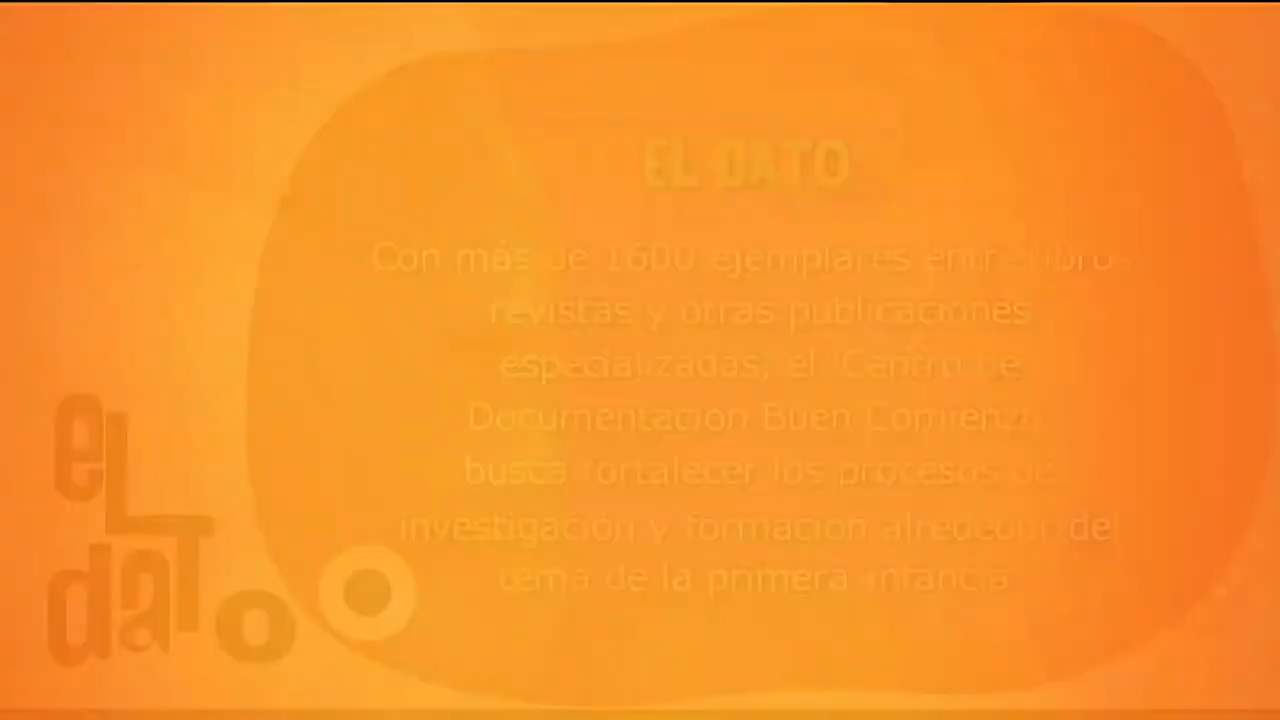 EL DATO
Con más de 1600 ejemplares entre libros,
revistas y otras publicaciones
especializadas, el Centro de
Documentación Buen Comienzo
busca fortalecer los procesos de
investigación y formación alrededor del
tema de la primera infancia
eL
daTo